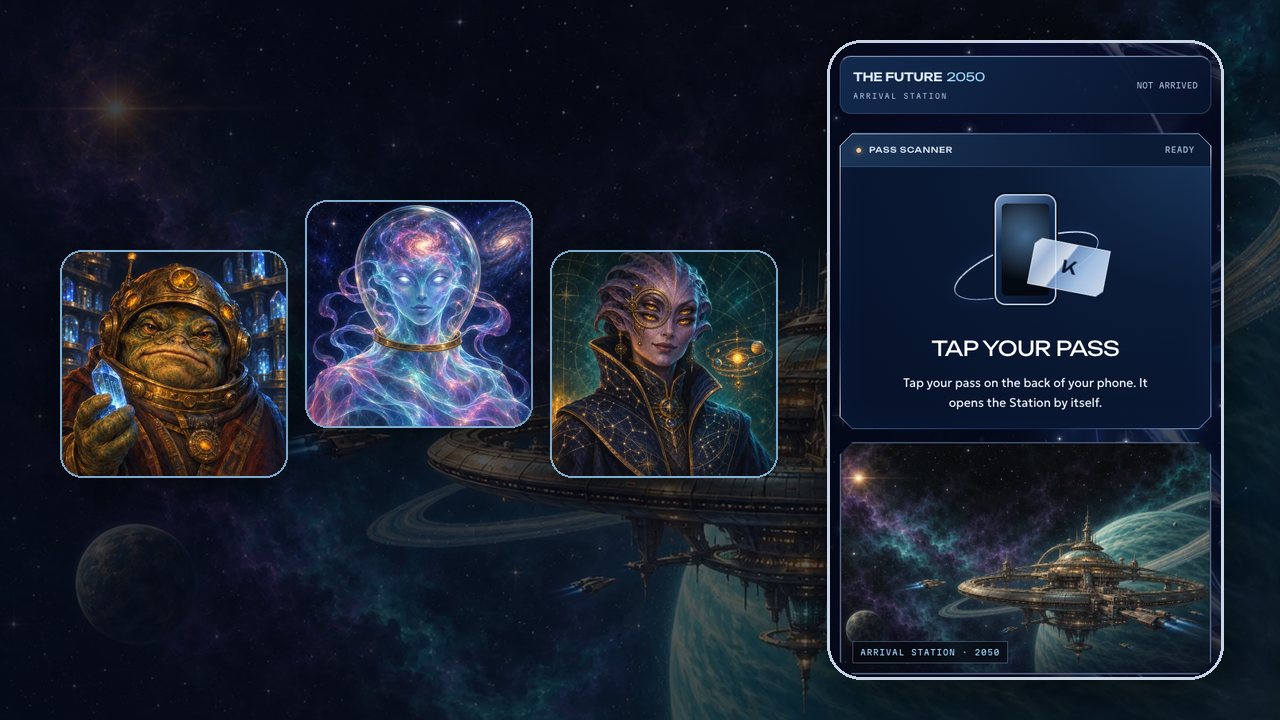 THE FUTURE 2050
ARRIVAL STATION
NOT ARRIVED
PASS SCANNER
READY
K
TAP YOUR PASS
Tap your pass on the back of your phone. It
opens the Station by itself.
ARRIVAL STATION · 2050